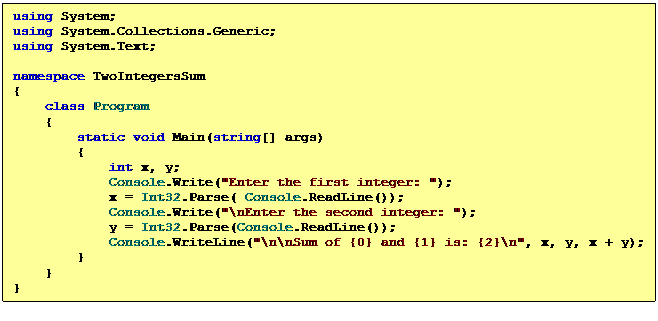 using System;
using System.Collections.Generic;
using System.Text;

namespace TwoIntegersSum
{
    class Program
    {
        static void Main(string[] args)
        {
            int x, y;
            Console.Write("Enter the first integer: ");
            x = Int32.Parse( Console.ReadLine());
            Console.Write("\nEnter the second integer: ");
            y = Int32.Parse(Console.ReadLine());
            Console.WriteLine("\n\nSum of {0} and {1} is: {2}\n", x, y, x + y);
        }
    }
}